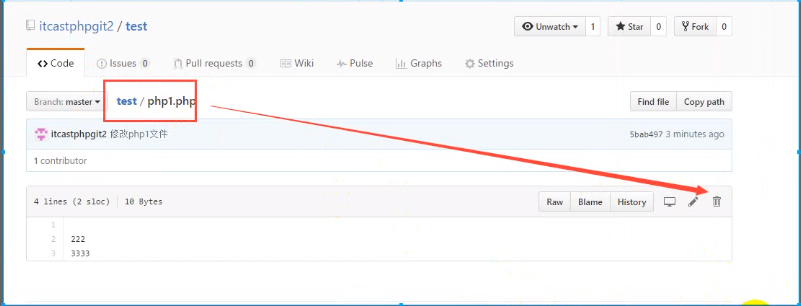 itcastphpgit2 / test
Unwatch 1 Star 0 Fork 0
Code Issues 0 Pull requests 0 Wiki Pulse Graphs Settings
Branch: master test / php1.php Find file Copy path
itcastphpgit2 修改php1文件 5bab497 3 minutes ago
1 contributor
4 lines (2 sloc) 10 Bytes Raw Blame History
1
2 222
3 3333